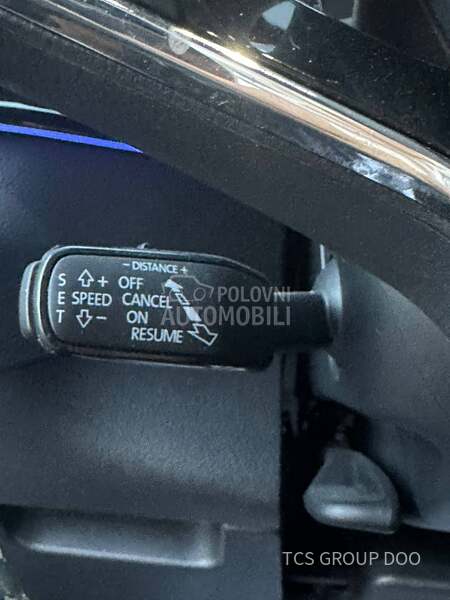 - DISTANCE +
S ⇧+ OFF
E SPEED CANCEL
T ⇩- ON
RESUME
POLOVNI
AUTOMOBILI
TCS GROUP DOO